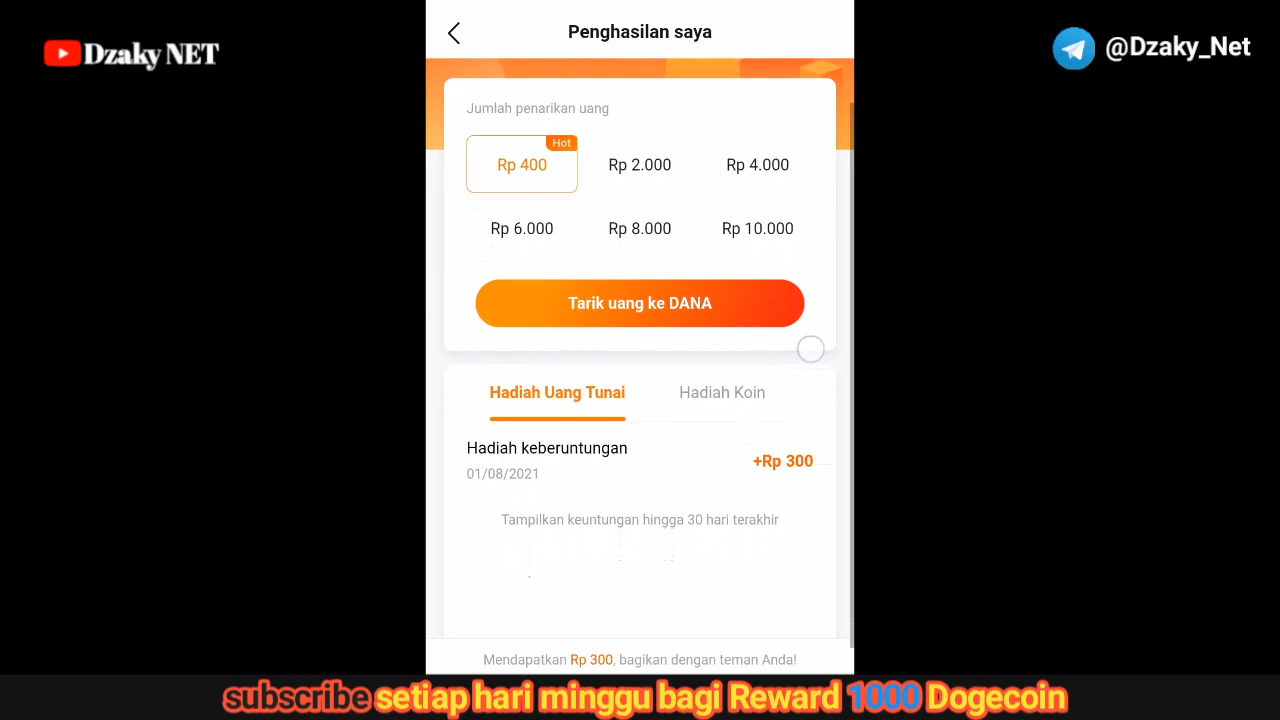 Dzaky NET
@Dzaky_Net
Penghasilan saya
Jumlah penarikan uang
Hot
Rp 400 Rp 2.000 Rp 4.000
Rp 6.000 Rp 8.000 Rp 10.000
Tarik uang ke DANA
Hadiah Uang Tunai Hadiah Koin
Hadiah keberuntungan
+Rp 300
01/08/2021
Tampilkan keuntungan hingga 30 hari terakhir
Mendapatkan Rp 300, bagikan dengan teman Anda!
subscribe setiap hari minggu bagi Reward 1000 Dogecoin